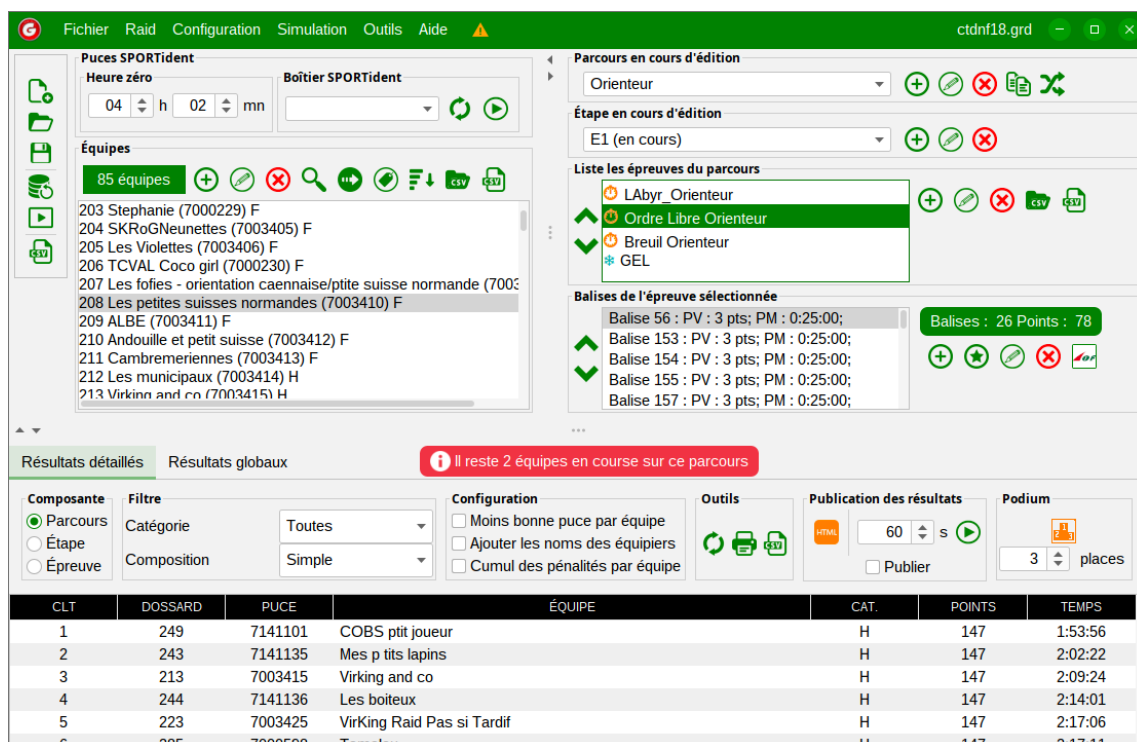 Fichier Raid Configuration Simulation Outils Aide ctdnf18.grd
Puces SPORTident
Heure zéro
04 h 02 mn
Boîtier SPORTident
Équipes
85 équipes
203 Stephanie (7000229) F
204 SKRoGNeunettes (7003405) F
205 Les Violettes (7003406) F
206 TCVAL Coco girl (7000230) F
207 Les fofies - orientation caennaise/ptite suisse normande (7003
208 Les petites suisses normandes (7003410) F
209 ALBE (7003411) F
210 Andouille et petit suisse (7003412) F
211 Cambremeriennes (7003413) F
212 Les municipaux (7003414) H
213 Virking and co (7003415) H
Parcours en cours d'édition
Orienteur
Étape en cours d'édition
E1 (en cours)
Liste les épreuves du parcours
LAbyr_Orienteur
Ordre Libre Orienteur
Breuil Orienteur
GEL
CSV CSV
Balises de l'épreuve sélectionnée
Balise 56 : PV : 3 pts; PM : 0:25:00;
Balise 153 : PV : 3 pts; PM : 0:25:00;
Balise 154 : PV : 3 pts; PM : 0:25:00;
Balise 155 : PV : 3 pts; PM : 0:25:00;
Balise 157 : PV : 3 pts; PM : 0:25:00;
Balises : 26 Points : 78
Résultats détaillés Résultats globaux
Il reste 2 équipes en course sur ce parcours
Composante
Parcours
Étape
Épreuve
Filtre
Catégorie Toutes
Composition Simple
Configuration
Moins bonne puce par équipe
Ajouter les noms des équipiers
Cumul des pénalités par équipe
Outils
CSV
Publication des résultats
HTML 60 s
Publier
Podium
3 places
CLT DOSSARD PUCE ÉQUIPE CAT. POINTS TEMPS
1 249 7141101 COBS ptit joueur H 147 1:53:56
2 243 7141135 Mes p tits lapins H 147 2:02:22
3 213 7003415 Virking and co H 147 2:09:24
4 244 7141136 Les boiteux H 147 2:14:01
5 223 7003425 VirKing Raid Pas si Tardif H 147 2:17:06